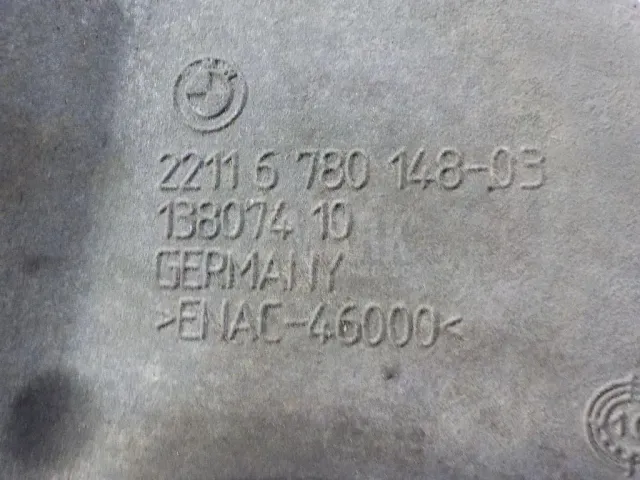 2211 6 780 148-03
138074 10
GERMANY
>ENAC-46000<